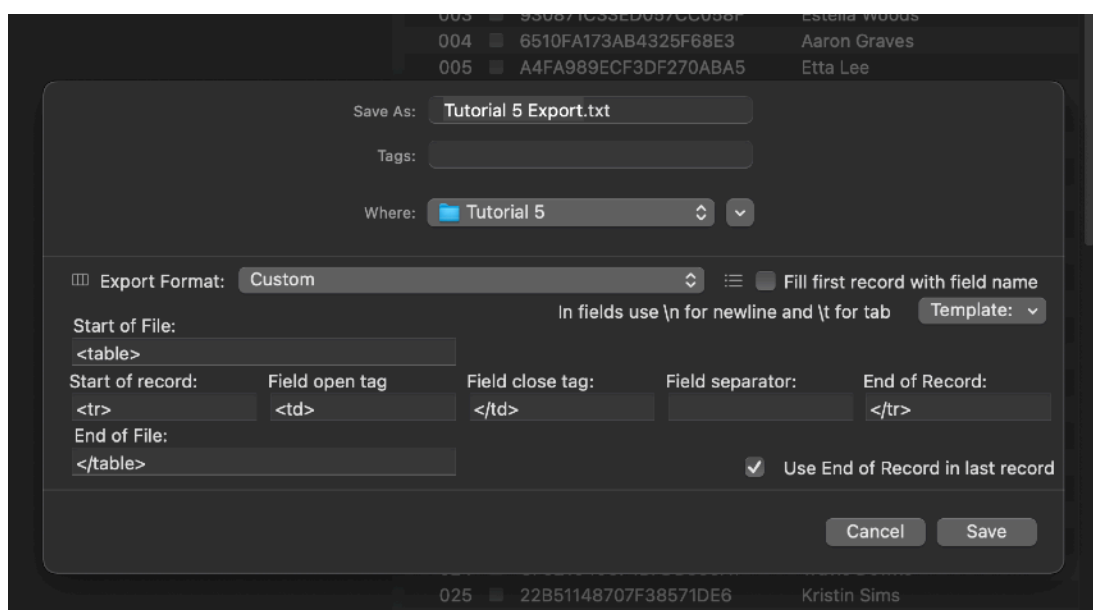 004 6510FA173AB4325F68E3 Aaron Graves
005 A4FA989ECF3DF270ABA5 Etta Lee
Save As: Tutorial 5 Export.txt
Tags:
Where: Tutorial 5
Export Format: Custom Fill first record with field name
In fields use \n for newline and \t for tab Template:
Start of File:
<table>
Start of record: Field open tag Field close tag: Field separator: End of Record:
<tr> <td> </td> </tr>
End of File:
</table>
Use End of Record in last record
Cancel Save
025 22B51148707F38571DE6 Kristin Sims